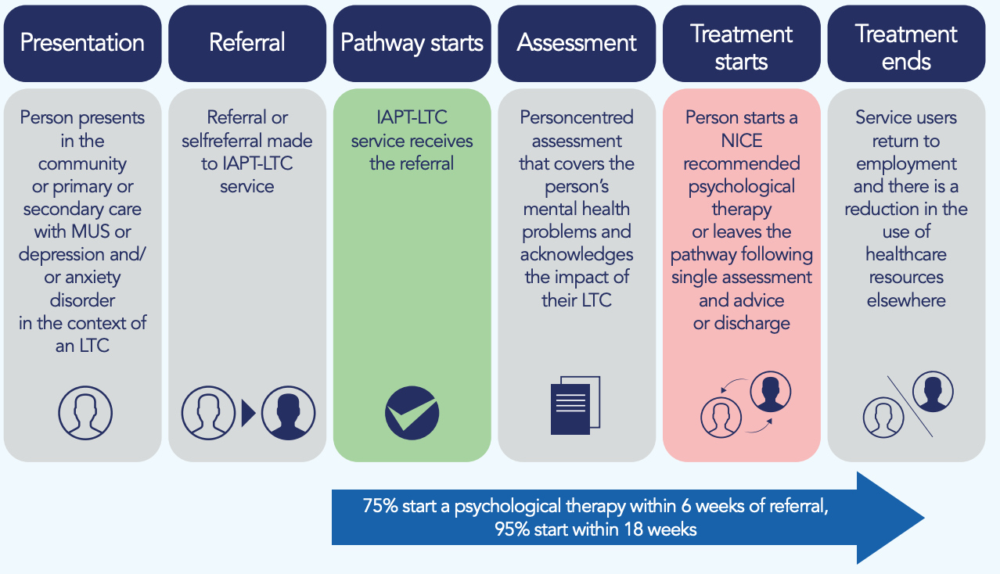 Presentation
Referral
Pathway starts
Assessment
Treatment
starts
Treatment
ends
Person presents
in the
community
or primary or
secondary care
with MUS or
depression and/
or anxiety
disorder
in the context of
an LTC
Referral or
selfreferral made
to IAPT-LTC
service
IAPT-LTC
service receives
the referral
Personcentred
assessment
that covers the
person’s
mental health
problems and
acknowledges
the impact of
their LTC
Person starts a
NICE
recommended
psychological
therapy
or leaves the
pathway following
single assessment
and advice
or discharge
Service users
return to
employment
and there is a
reduction in the
use of
healthcare
resources
elsewhere
75% start a psychological therapy within 6 weeks of referral,
95% start within 18 weeks